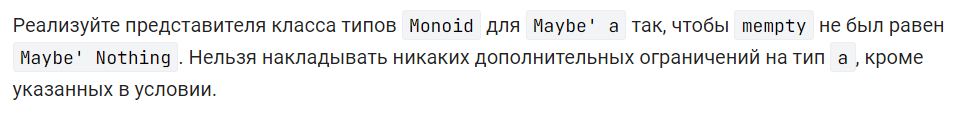 Реализуйте представителя класса типов Monoid для Maybe' a так, чтобы mempty не был равен
Maybe' Nothing. Нельзя накладывать никаких дополнительных ограничений на тип a, кроме
указанных в условии.